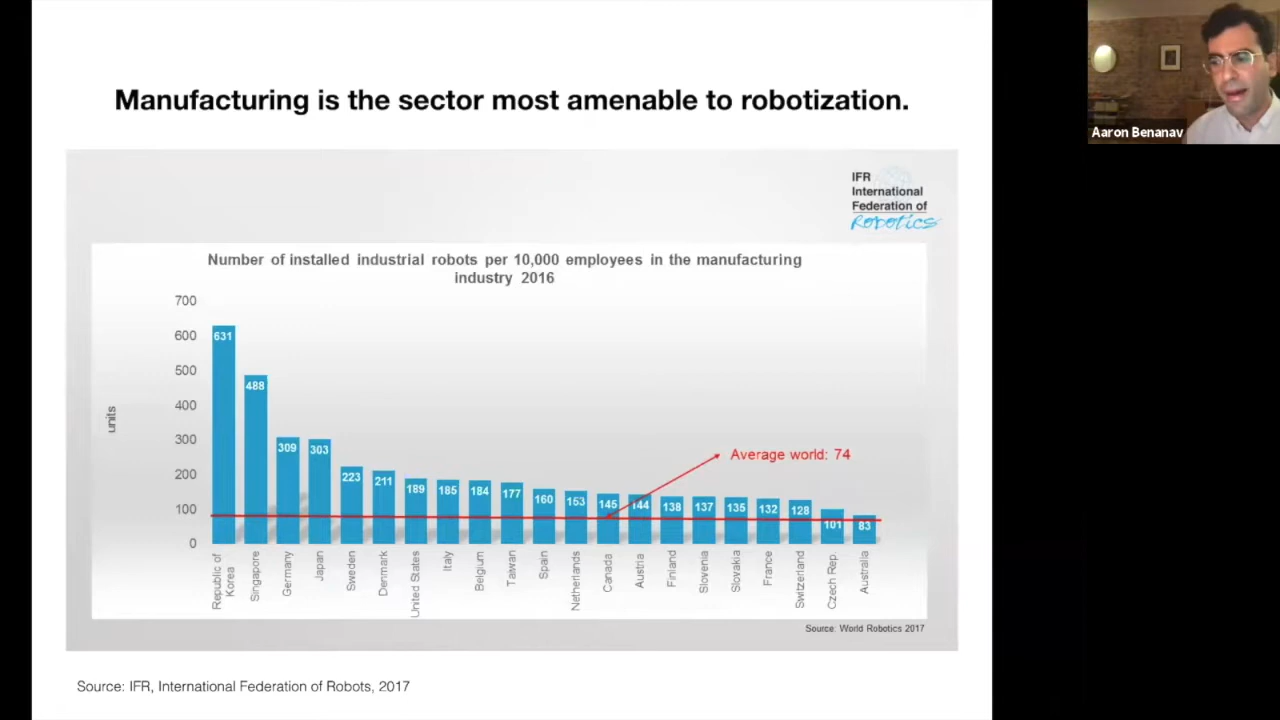 Manufacturing is the sector most amenable to robotization.
Aaron Benanav
IFR
International
Federation of
Robotics
Number of installed industrial robots per 10,000 employees in the manufacturing
industry 2016
units
700
600
500
400
300
200
100
0
631
488
309
303
223
211
189
185
184
177
160
153
145
144
138
137
135
132
128
101
83
Average world: 74
Republic of
Korea
Singapore
Germany
Japan
Sweden
Denmark
United States
Italy
Belgium
Taiwan
Spain
Netherlands
Canada
Austria
Finland
Slovenia
Slovakia
France
Switzerland
Czech Rep.
Australia
Source: World Robotics 2017
Source: IFR, International Federation of Robots, 2017